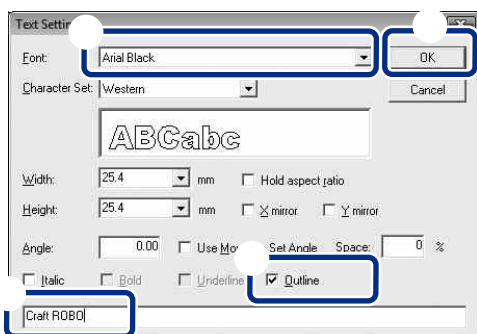 Text Settin
Font: Arial Black OK
Character Set: Western Cancel
ABCabc
Width: 25.4 mm Hold aspect ratio
Height: 25.4 mm X mirror Y mirror
Angle: 0.00 Use Mo Set Angle Space: 0 %
Italic Bold Underline Outline
Craft ROBO